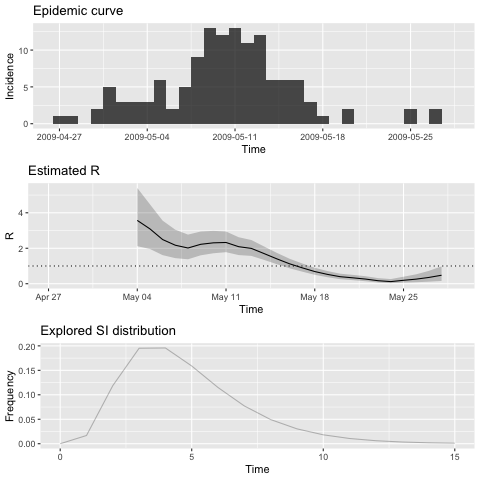 Epidemic curve
10
5
0
Incidence
2009-04-27 2009-05-04 2009-05-11 2009-05-18 2009-05-25
Time
Estimated R
4
2
0
R
Apr 27 May 04 May 11 May 18 May 25
Time
Explored SI distribution
0.20
0.15
0.10
0.05
0.00
Frequency
0 5 10 15
Time